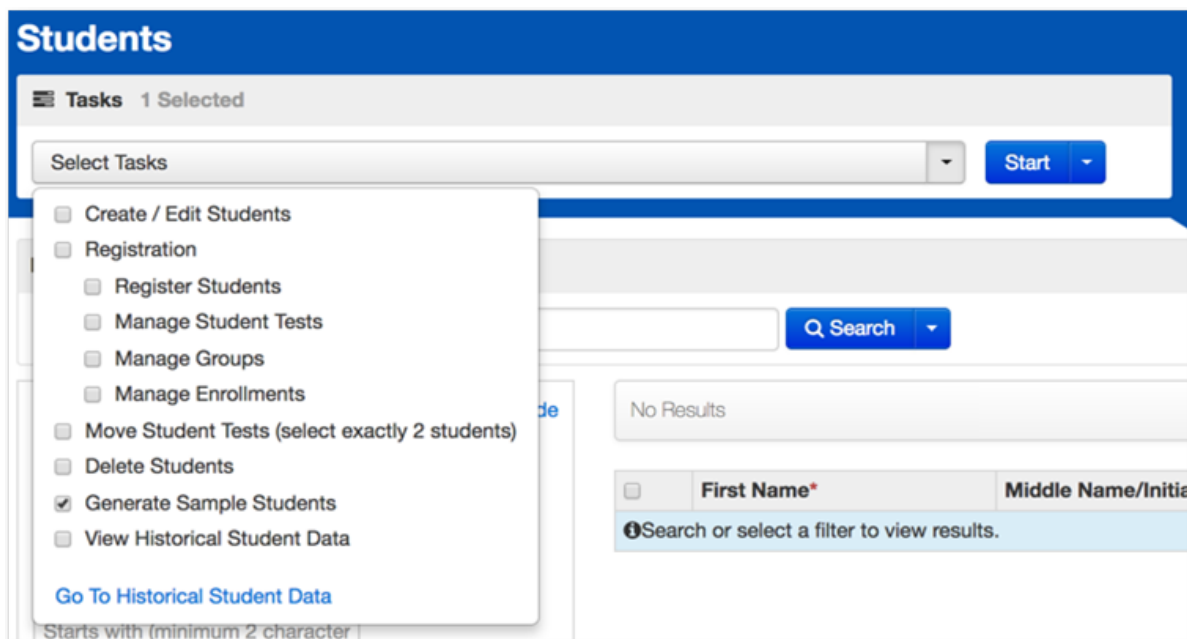 Students
Tasks 1 Selected
Select Tasks
Start
Create / Edit Students
Registration
Register Students
Manage Student Tests
Manage Groups
Manage Enrollments
Move Student Tests (select exactly 2 students)
Delete Students
Generate Sample Students
View Historical Student Data
Go To Historical Student Data
Search
de
No Results
First Name* Middle Name/Initia
Search or select a filter to view results.
Starts with (minimum 2 character